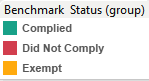 Benchmark Status (group)
Complied
Did Not Comply
Exempt